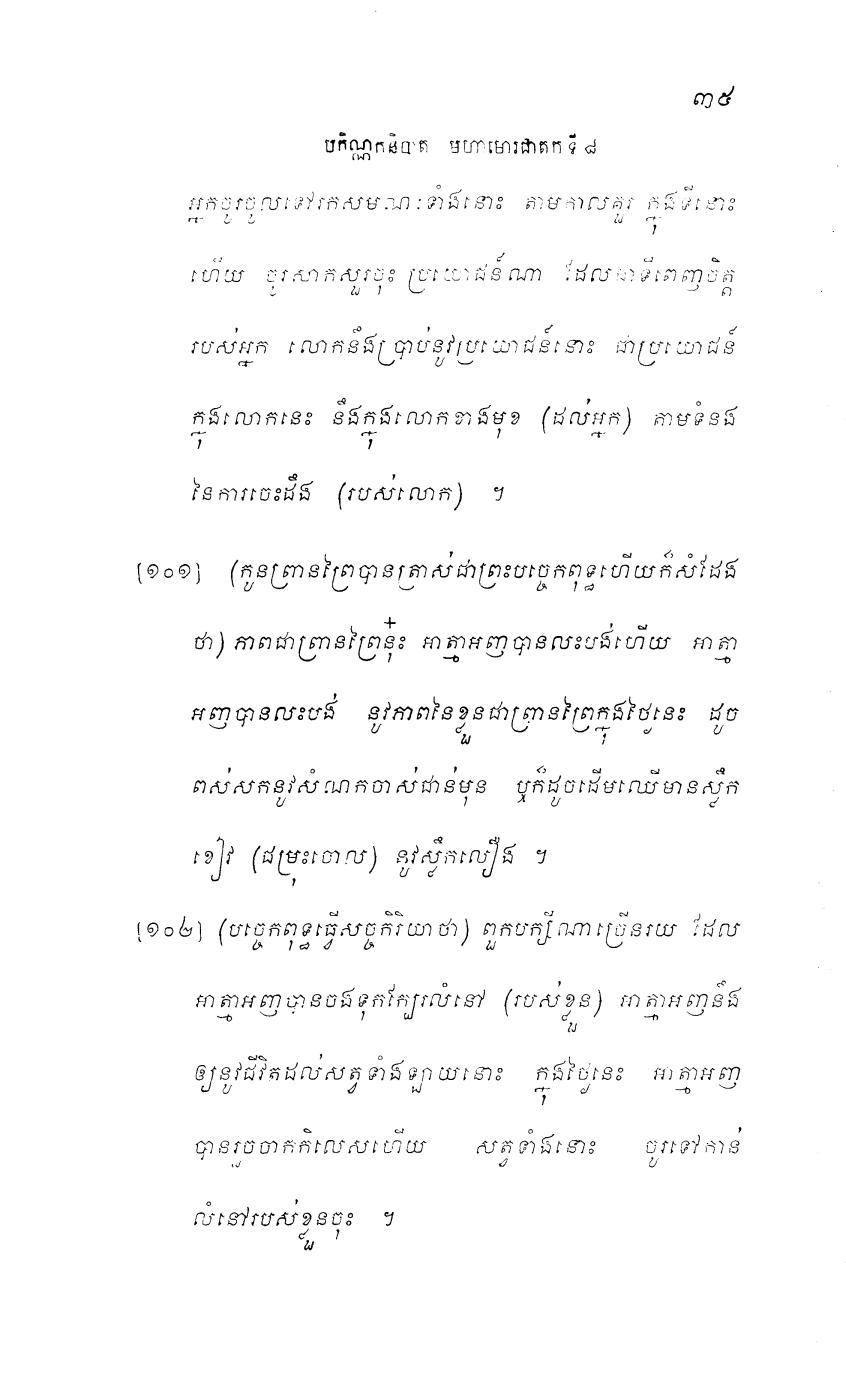 ៣៥
បកិណ្ណកនិបាត មហាមោរជាតកទី ៨
អ្នកចូរចូលទៅរកសមណៈទាំងនោះ តាមកាលគួរ ក្នុងទីនោះ
ហើយ ចូរសាកសួរចុះ ប្រយោជន៍ណា ដែលជាទីពេញចិត្ត
របស់អ្នក លោកនឹងប្រាប់នូវប្រយោជន៍នោះ ជាប្រយោជន៍
ក្នុងលោកនេះ នឹងក្នុងលោកខាងមុខ (ដល់អ្នក) តាមទំនង
នៃការចេះដឹង (របស់លោក) ។
[១០១] (កូនព្រានព្រៃបានត្រាស់ជាព្រះបច្ចេកពុទ្ធហើយក៏សំដែង
ថា) ភាពជាព្រានព្រៃនុ៎ះ អាត្មាអញបានលះបង់ហើយ អាត្មា
អញបានលះបង់ នូវភាពនៃខ្លួនជាព្រានព្រៃក្នុងថ្ងៃនេះ ដូច
ពស់សកនូវសំណកចាស់ជាន់មុន ឬក៏ដូចដើមឈើមានស្លឹក
ខៀវ (ជម្រុះចោល) នូវស្លឹកលឿង ។
[១០២] (បច្ចេកពុទ្ធធ្វើសច្ចកិរិយាថា) ពួកបក្សីណាច្រើនរយ ដែល
អាត្មាអញបានចងទុកក្បែរលំនៅ (របស់ខ្លួន) អាត្មាអញនឹង
ឲ្យនូវជីវិតដល់សត្វទាំងឡាយនោះ ក្នុងថ្ងៃនេះ អាត្មាអញ
បានរួចចាកកិលេសហើយ សត្វទាំងនោះ ចូរទៅកាន់
លំនៅរបស់ខ្លួនចុះ ។